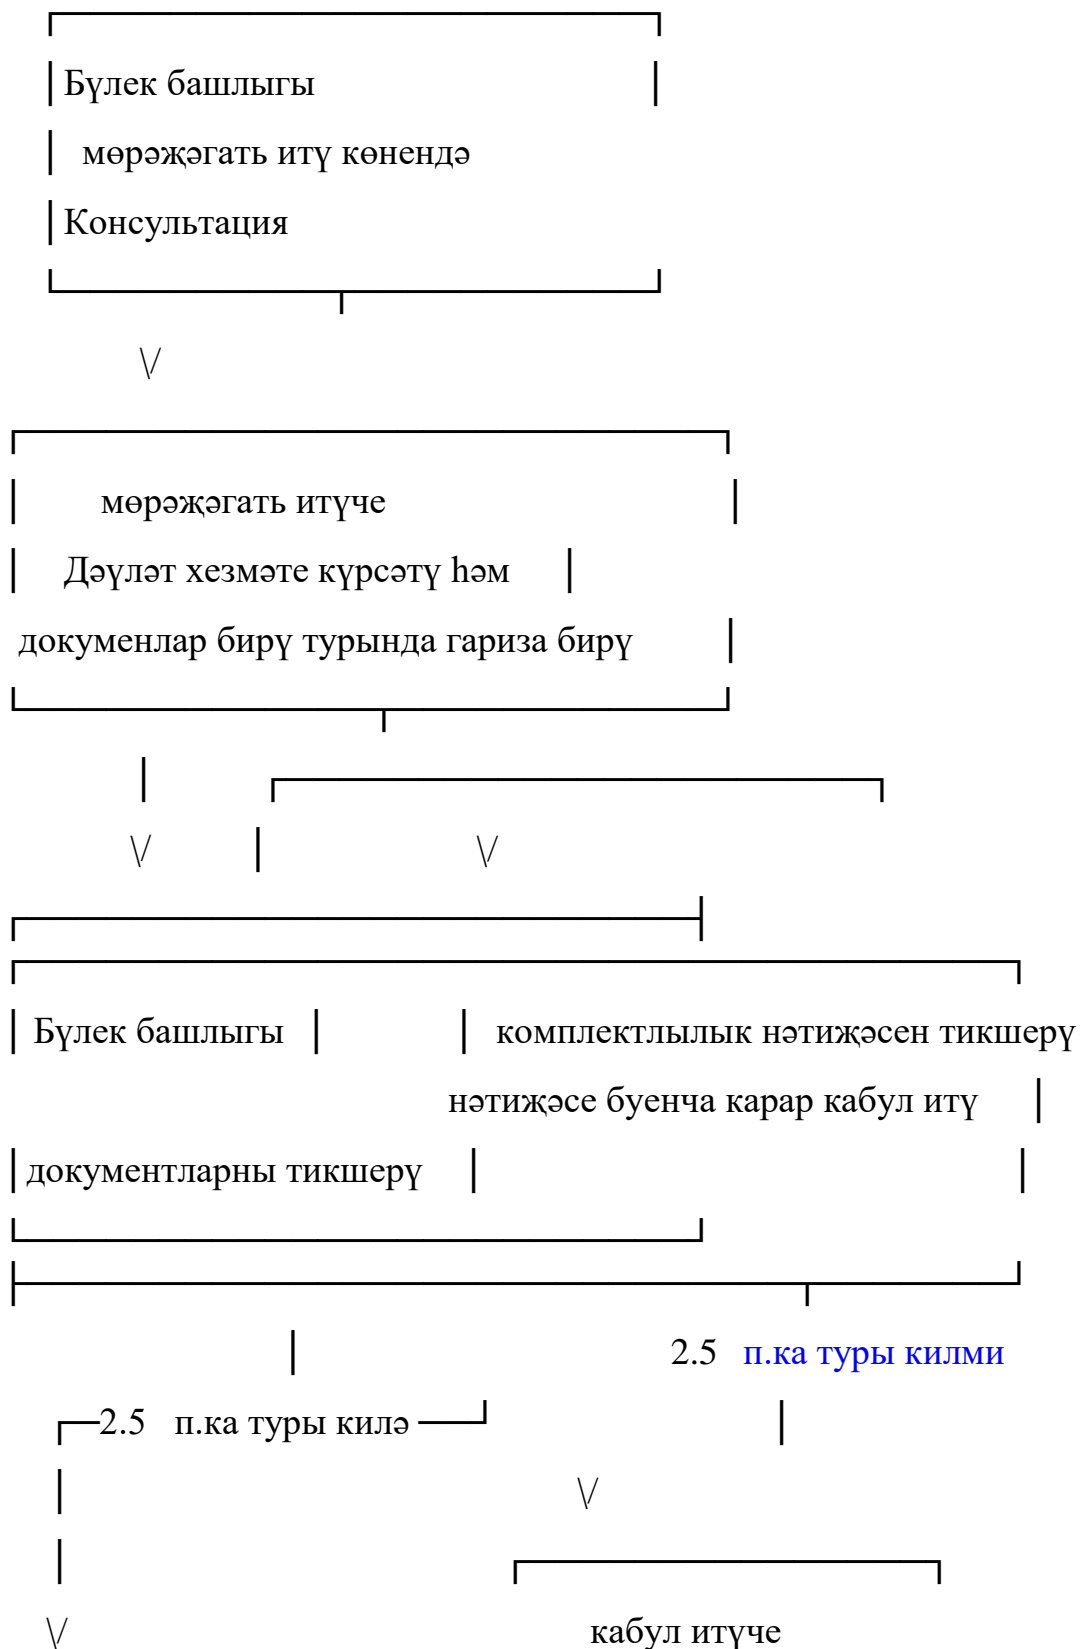 Бүлек башлыгы
мөрәҗәгать итү көнендә
Консультация
мөрәҗәгать итүче
Дәүләт хезмәте күрсәтү һәм
докуменлар бирү турында гариза бирү
Бүлек башлыгы комплектлылык нәтиҗәсен тикшерү
нәтиҗәсе буенча карар кабул итү
документларны тикшерү
2.5 п.ка туры килми
2.5 п.ка туры килә
кабул итүче